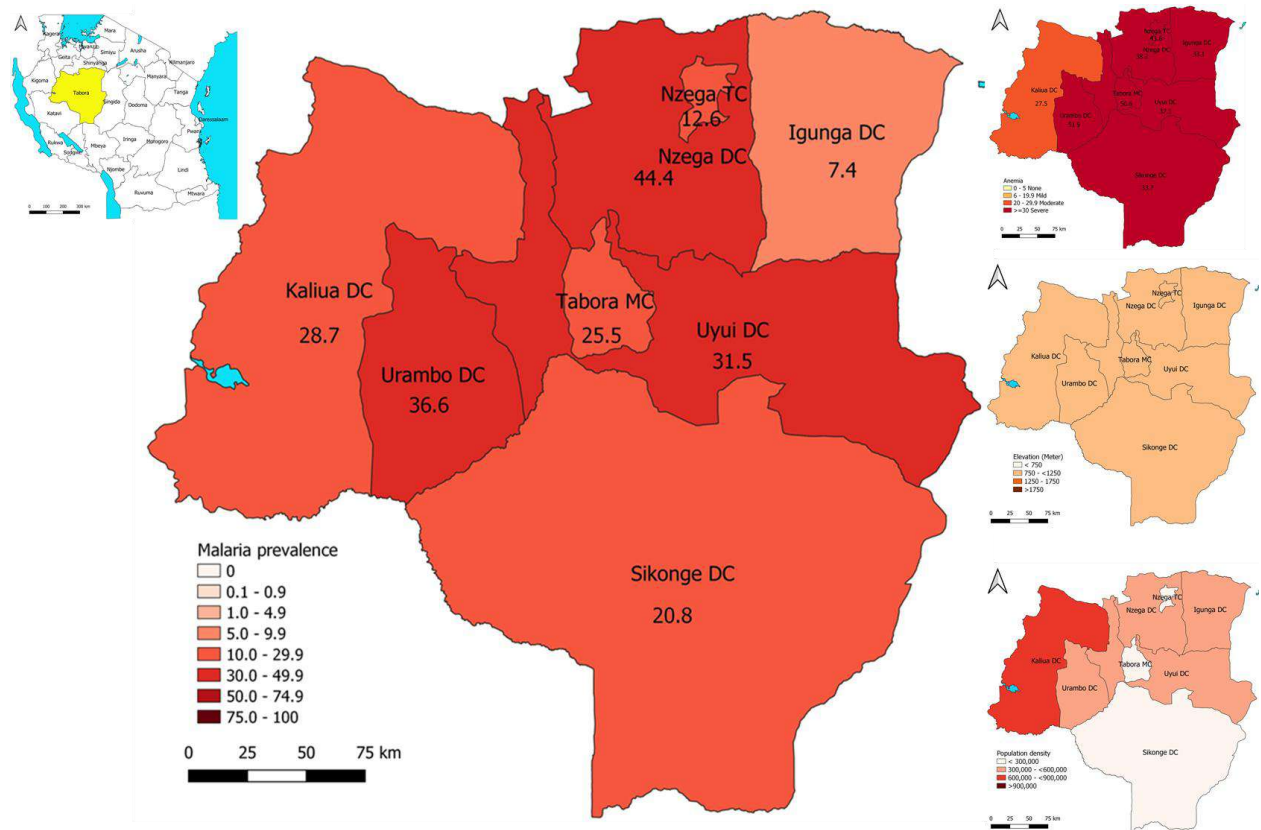 Kagera
Mara
Mwanza
Simiyu
Arusha
Geita
Shinyanga
Kilimanjaro
Kigoma
Tabora
Manyara
Singida
Tanga
Dodoma
Katavi
Daressalaam
Pwani
Rukwa
Iringa
Morogoro
Mbeya
Songwe
Njombe
Lindi
Ruvuma
Mtwara
0 100 200 300 km
Nzega TC
12.6
Nzega DC
44.4
Igunga DC
7.4
Kaliua DC
28.7
Tabora MC
25.5
Uyui DC
31.5
Urambo DC
36.6
Sikonge DC
20.8
Malaria prevalence
0
0.1 - 0.9
1.0 - 4.9
5.0 - 9.9
10.0 - 29.9
30.0 - 49.9
50.0 - 74.9
75.0 - 100
0 25 50 75 km
Nzega TC
Nzega DC
Igunga DC
Kaliua DC
27.5
Tabora MC
Uyui DC
Urambo DC
Sikonge DC
Anemia
0 - 5 None
6 - 19.9 Mild
20 - 29.9 Moderate
>=30 Severe
0 25 50 75 km
Nzega TC
Nzega DC
Igunga DC
Kaliua DC
Tabora MC
Uyui DC
Urambo DC
Sikonge DC
Elevation (Meter)
< 750
750 - <1250
1250 - 1750
>1750
0 25 50 75 km
Nzega TC
Nzega DC
Igunga DC
Kaliua DC
Tabora MC
Uyui DC
Urambo DC
Sikonge DC
Population density
< 300,000
300,000 - <600,000
600,000 - <900,000
>900,000
0 25 50 75 km